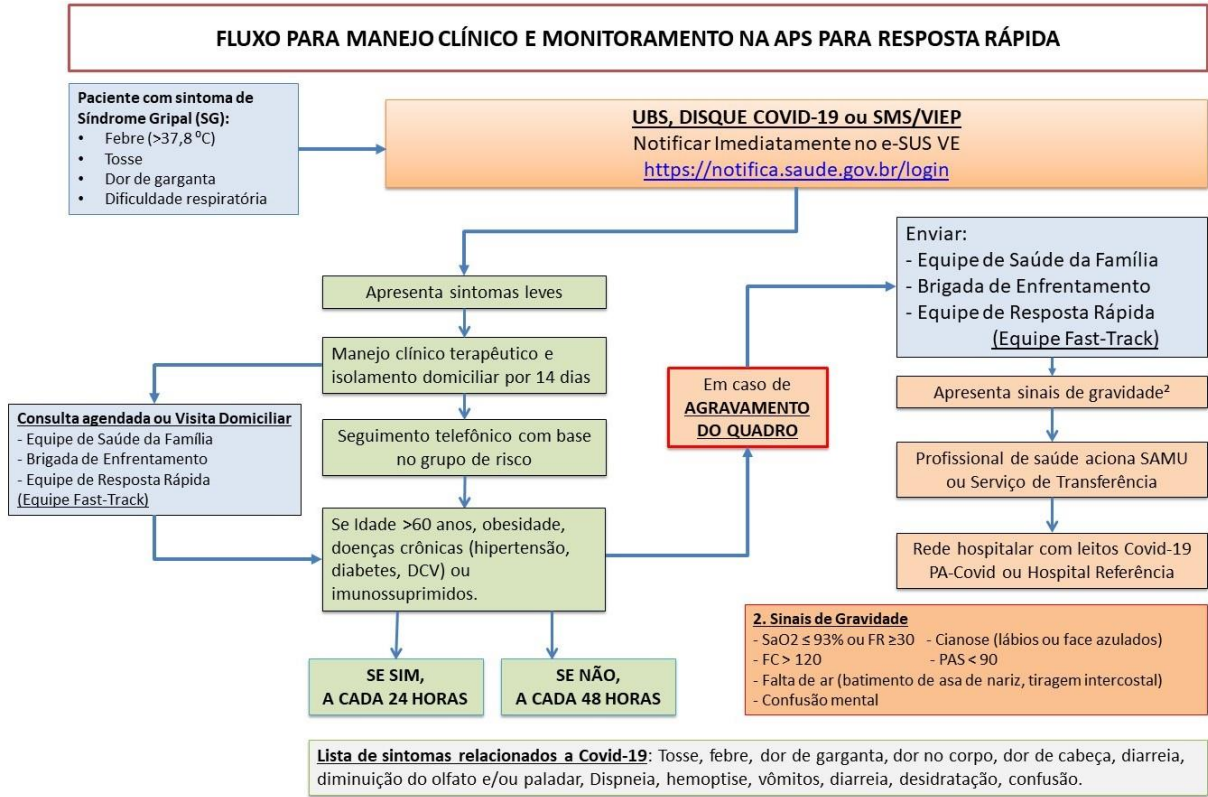 FLUXO PARA MANEJO CLÍNICO E MONITORAMENTO NA APS PARA RESPOSTA RÁPIDA
Paciente com sintoma de
Síndrome Gripal (SG):
• Febre (>37,8 ⁰C)
• Tosse
• Dor de garganta
• Dificuldade respiratória
UBS, DISQUE COVID-19 ou SMS/VIEP
Notificar Imediatamente no e-SUS VE
https://notifica.saude.gov.br/login
Apresenta sintomas leves
Manejo clínico terapêutico e
isolamento domiciliar por 14 dias
Consulta agendada ou Visita Domiciliar
- Equipe de Saúde da Família
- Brigada de Enfrentamento
- Equipe de Resposta Rápida
(Equipe Fast-Track)
Seguimento telefônico com base
no grupo de risco
Se Idade >60 anos, obesidade,
doenças crônicas (hipertensão,
diabetes, DCV) ou
imunossuprimidos.
SE SIM,
A CADA 24 HORAS
SE NÃO,
A CADA 48 HORAS
Em caso de
AGRAVAMENTO
DO QUADRO
Enviar:
- Equipe de Saúde da Família
- Brigada de Enfrentamento
- Equipe de Resposta Rápida
(Equipe Fast-Track)
Apresenta sinais de gravidade²
Profissional de saúde aciona SAMU
ou Serviço de Transferência
Rede hospitalar com leitos Covid-19
PA-Covid ou Hospital Referência
2. Sinais de Gravidade
- SaO2 ≤ 93% ou FR ≥30 - Cianose (lábios ou face azulados)
- FC > 120 - PAS < 90
- Falta de ar (batimento de asa de nariz, tiragem intercostal)
- Confusão mental
Lista de sintomas relacionados a Covid-19: Tosse, febre, dor de garganta, dor no corpo, dor de cabeça, diarreia,
diminuição do olfato e/ou paladar, Dispneia, hemoptise, vômitos, diarreia, desidratação, confusão.